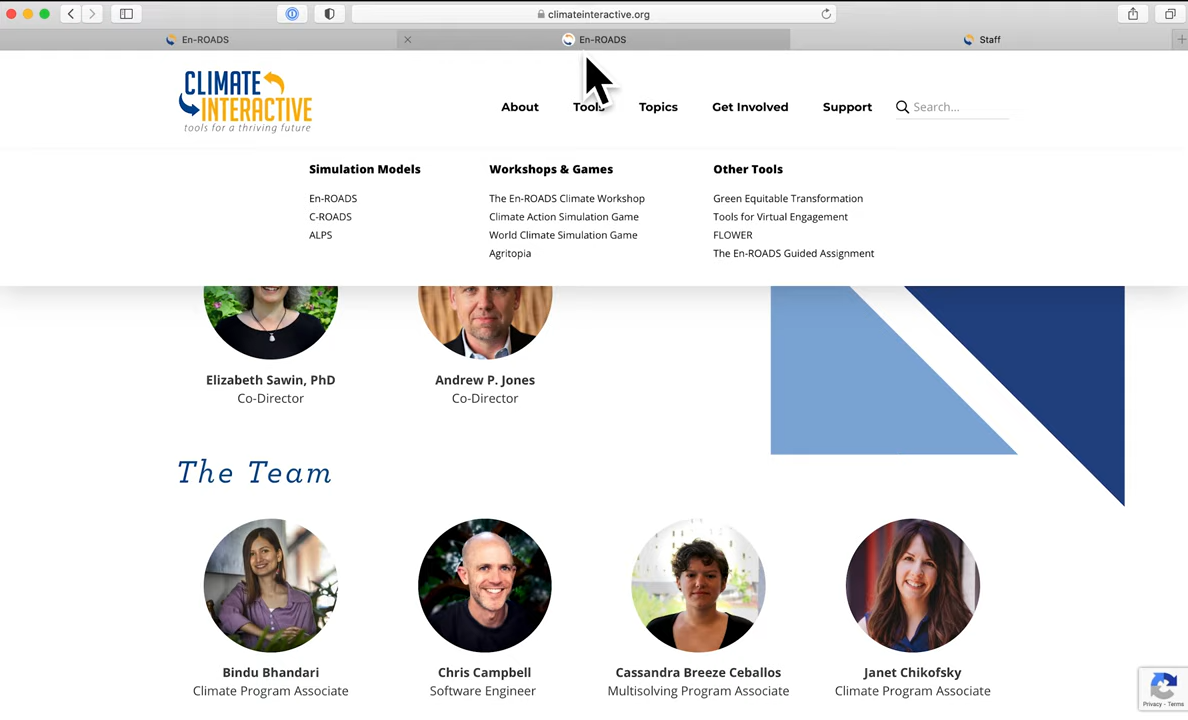 climateinteractive.org
En-ROADS
En-ROADS
Staff
CLIMATE
INTERACTIVE
tools for a thriving future
About
Tools
Topics
Get Involved
Support
Search...
Simulation Models
En-ROADS
C-ROADS
ALPS
Workshops & Games
The En-ROADS Climate Workshop
Climate Action Simulation Game
World Climate Simulation Game
Agritopia
Other Tools
Green Equitable Transformation
Tools for Virtual Engagement
FLOWER
The En-ROADS Guided Assignment
Elizabeth Sawin, PhD
Co-Director
Andrew P. Jones
Co-Director
The Team
Bindu Bhandari
Climate Program Associate
Chris Campbell
Software Engineer
Cassandra Breeze Ceballos
Multisolving Program Associate
Janet Chikofsky
Climate Program Associate
Privacy - Terms